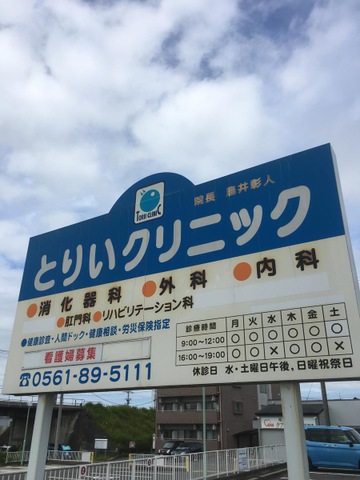 TORII CLINIC
院長 鳥井彰人
とりいクリニック
●消化器科 ●外科 ●内科
●肛門科 ●リハビリテーション科
●健康診査・人間ドック・健康相談・労災保険指定
看護婦募集
☎0561-89-5111
診療時間 月 火 水 木 金 土
9:00〜12:00 ○ ○ ○ ○ ○ ○
16:00〜19:00 ○ ○ × ○ ○ ×
休診日 水・土曜日午後,日曜祝祭日